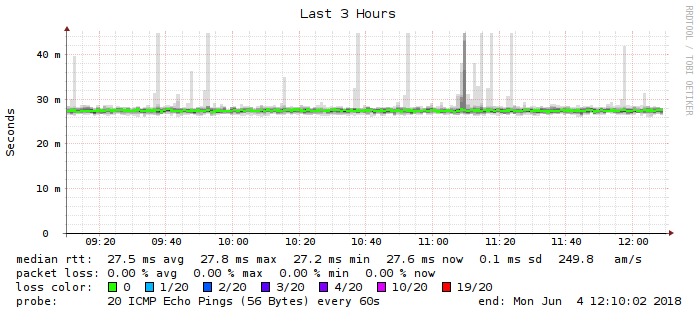 Last 3 Hours
RRDTOOL / TOBI OETIKER
Seconds
40 m
30 m
20 m
10 m
0
09:20 09:40 10:00 10:20 10:40 11:00 11:20 11:40 12:00
median rtt: 27.5 ms avg 27.8 ms max 27.2 ms min 27.6 ms now 0.1 ms sd 249.8 am/s
packet loss: 0.00 % avg 0.00 % max 0.00 % min 0.00 % now
loss color: 0 1/20 2/20 3/20 4/20 10/20 19/20
probe: 20 ICMP Echo Pings (56 Bytes) every 60s end: Mon Jun 4 12:10:02 2018